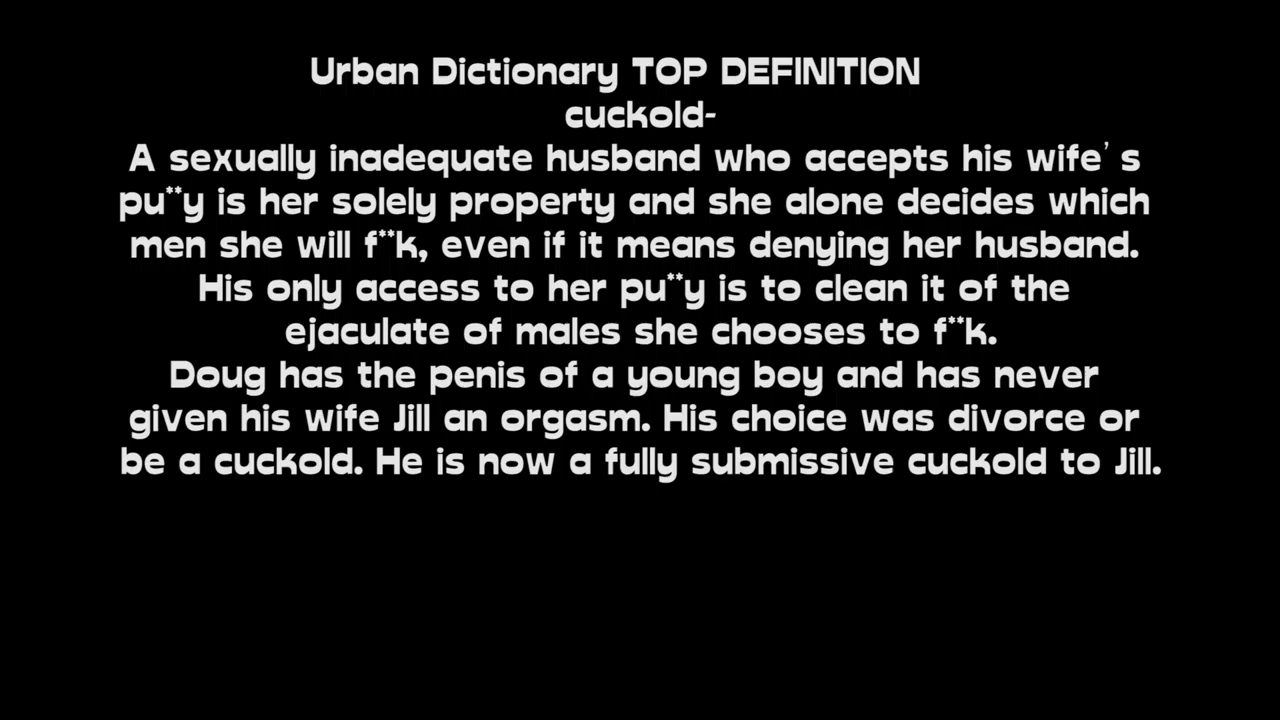 Urban Dictionary TOP DEFINITION
cuckold-
A sexually inadequate husband who accepts his wife's
pu**y is her solely property and she alone decides which
men she will f**k, even if it means denying her husband.
His only access to her pu**y is to clean it of the
ejaculate of males she chooses to f**k.
Doug has the penis of a young boy and has never
given his wife Jill an orgasm. His choice was divorce or
be a cuckold. He is now a fully submissive cuckold to Jill.